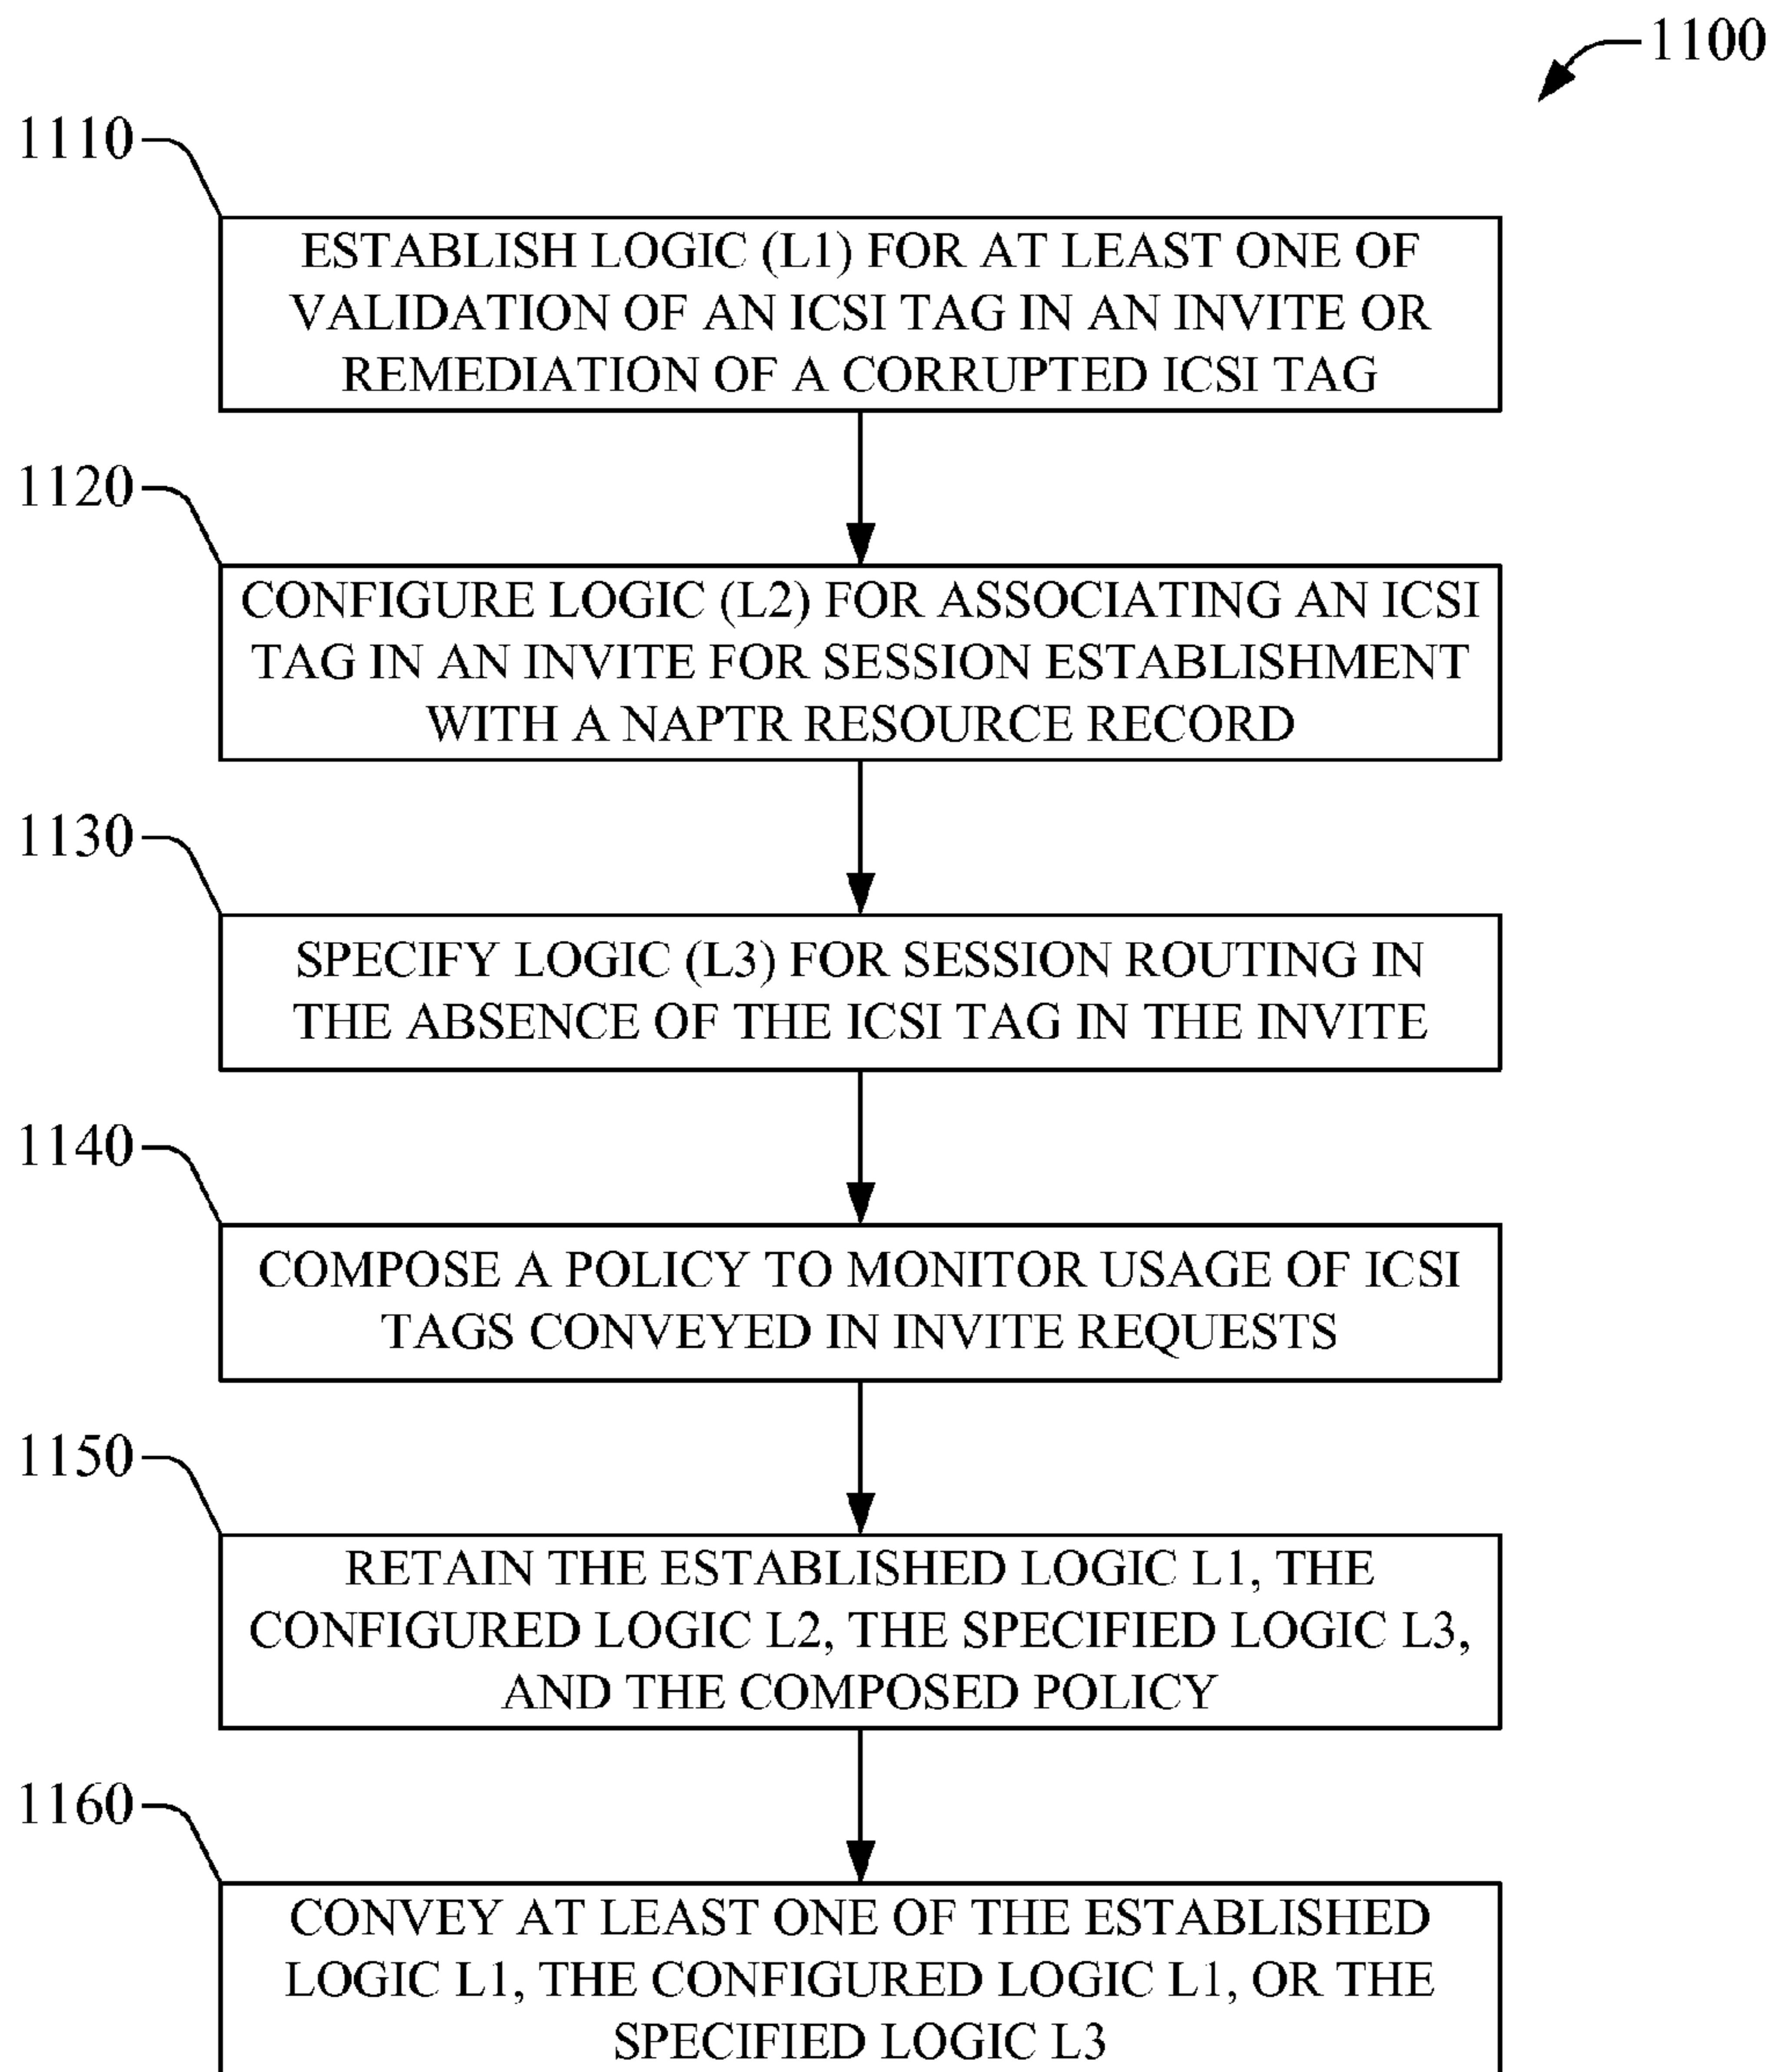 1100
1110
ESTABLISH LOGIC (L1) FOR AT LEAST ONE OF
VALIDATION OF AN ICSI TAG IN AN INVITE OR
REMEDIATION OF A CORRUPTED ICSI TAG
1120
CONFIGURE LOGIC (L2) FOR ASSOCIATING AN ICSI
TAG IN AN INVITE FOR SESSION ESTABLISHMENT
WITH A NAPTR RESOURCE RECORD
1130
SPECIFY LOGIC (L3) FOR SESSION ROUTING IN
THE ABSENCE OF THE ICSI TAG IN THE INVITE
1140
COMPOSE A POLICY TO MONITOR USAGE OF ICSI
TAGS CONVEYED IN INVITE REQUESTS
1150
RETAIN THE ESTABLISHED LOGIC L1, THE
CONFIGURED LOGIC L2, THE SPECIFIED LOGIC L3,
AND THE COMPOSED POLICY
1160
CONVEY AT LEAST ONE OF THE ESTABLISHED
LOGIC L1, THE CONFIGURED LOGIC L1, OR THE
SPECIFIED LOGIC L3